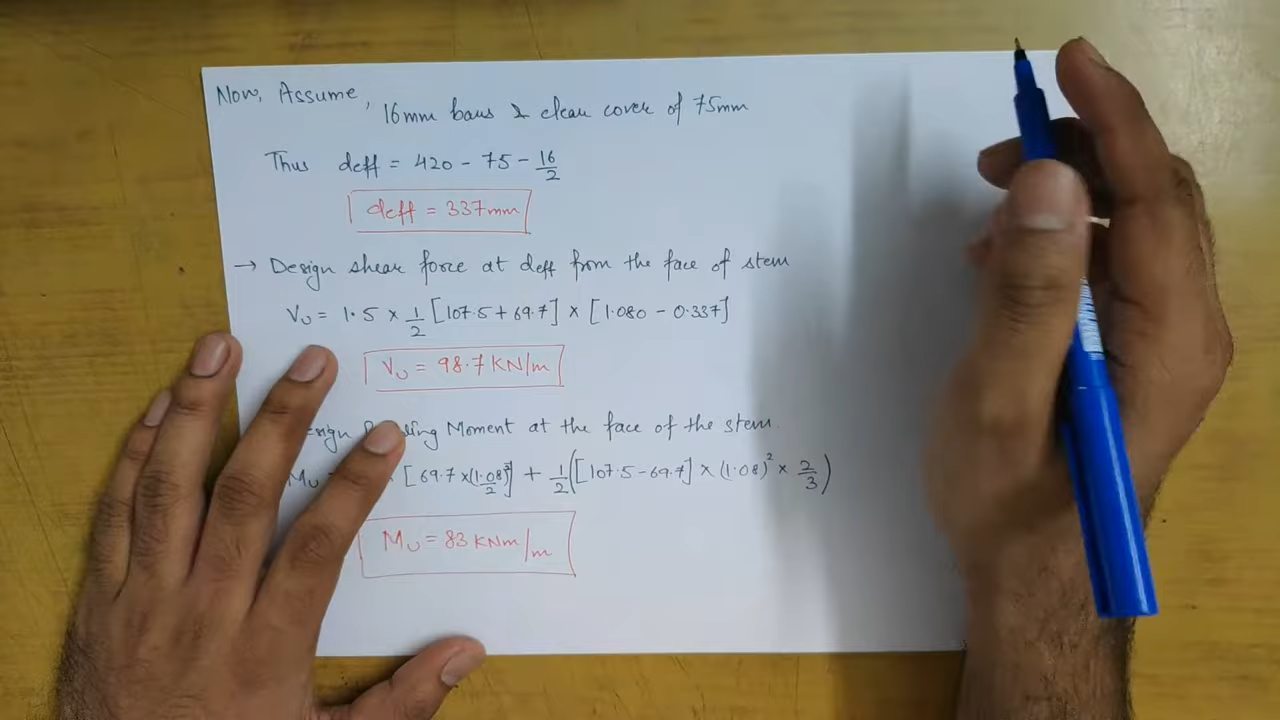 Now, Assume,
16mm bars & clear cover of 75mm
Thus deff = 420 - 75 - 16/2
deff = 337mm
→ Design shear force at deff from the face of stem
Vu = 1.5 × 1/2 [107.5 + 69.7] × [1.080 - 0.337]
Vu = 98.7 KN/m
Moment at the face of the stem.
Mu × [69.7 × (1.08)²/2] + 1/2 ([107.5 - 69.7] × (1.08)² × 2/3)
Mu = 83 KNm/m